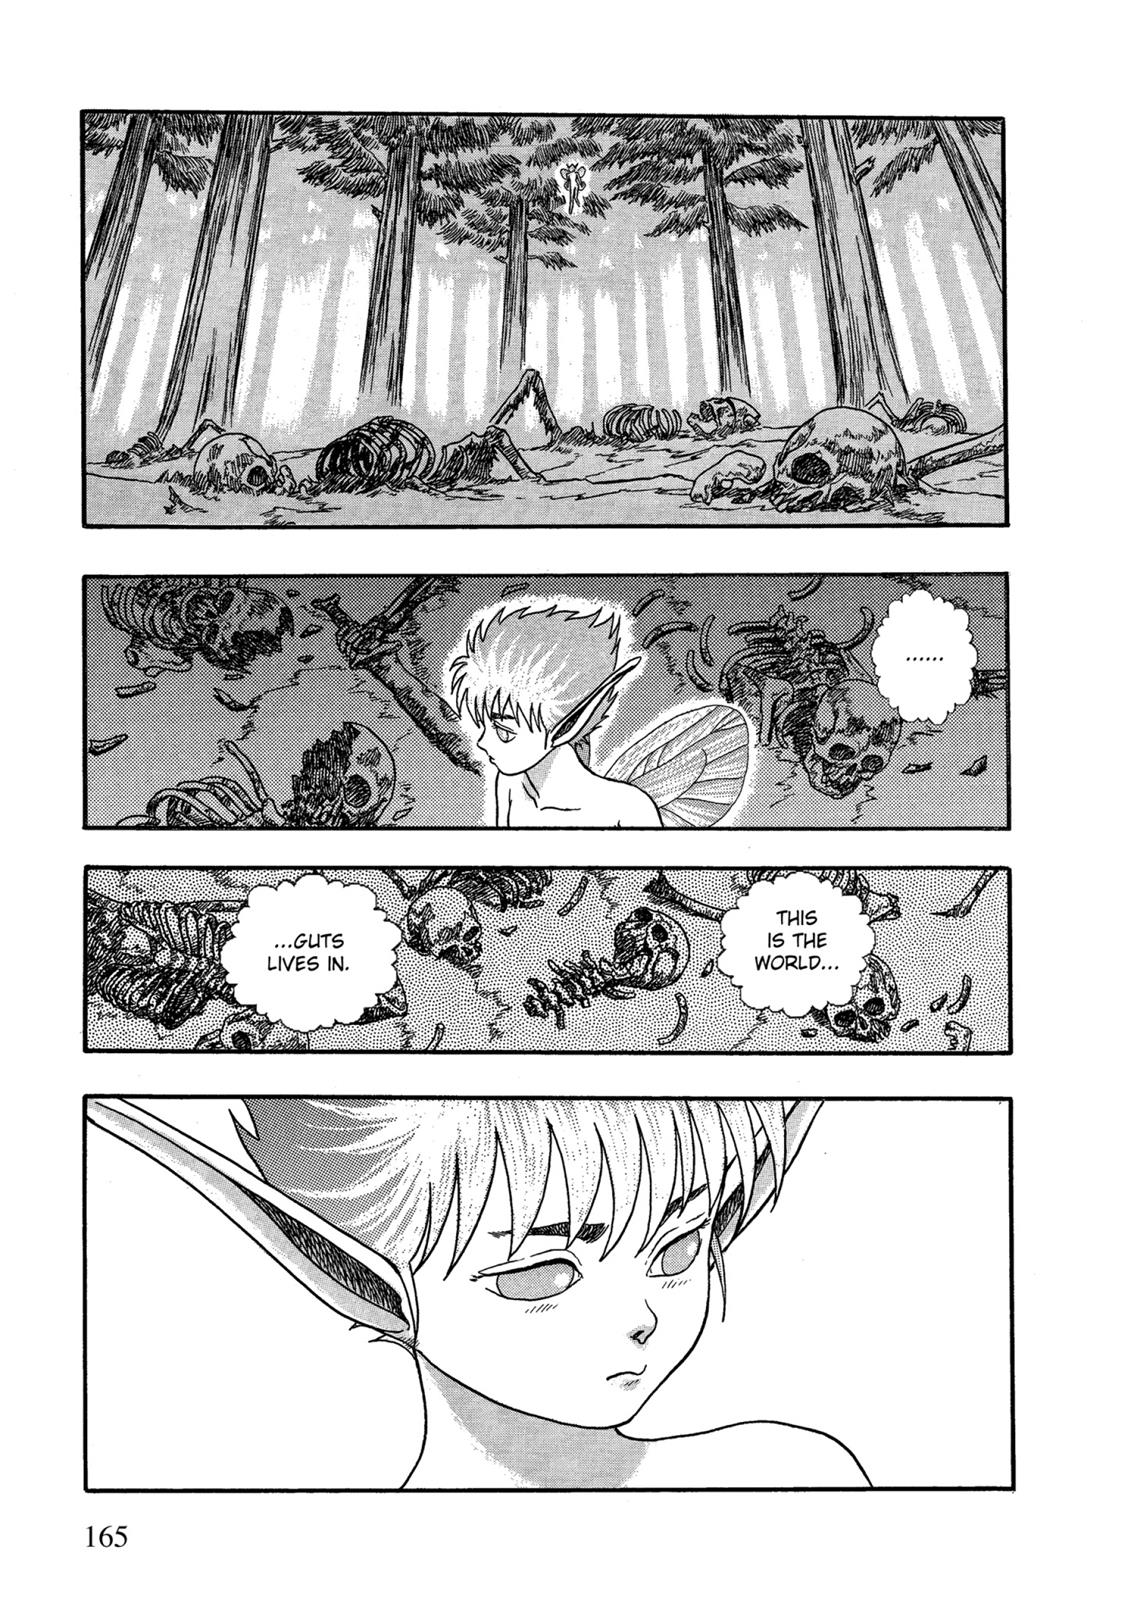 ......
THIS
IS THE
WORLD...
...GUTS
LIVES IN.
165